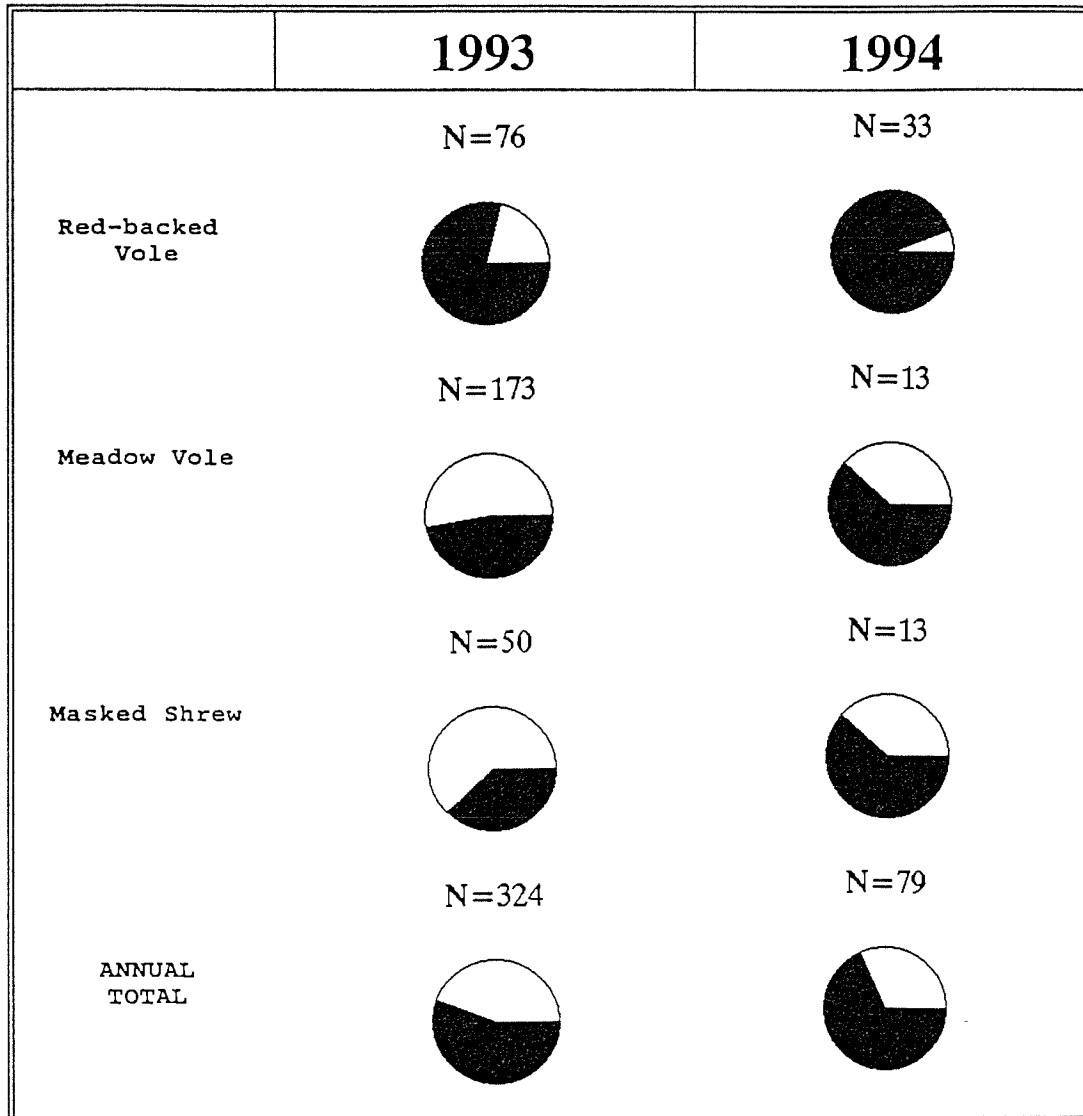 1993 1994
N=76 N=33
Red-backed
Vole
N=173 N=13
Meadow Vole
N=50 N=13
Masked Shrew
N=324 N=79
ANNUAL
TOTAL